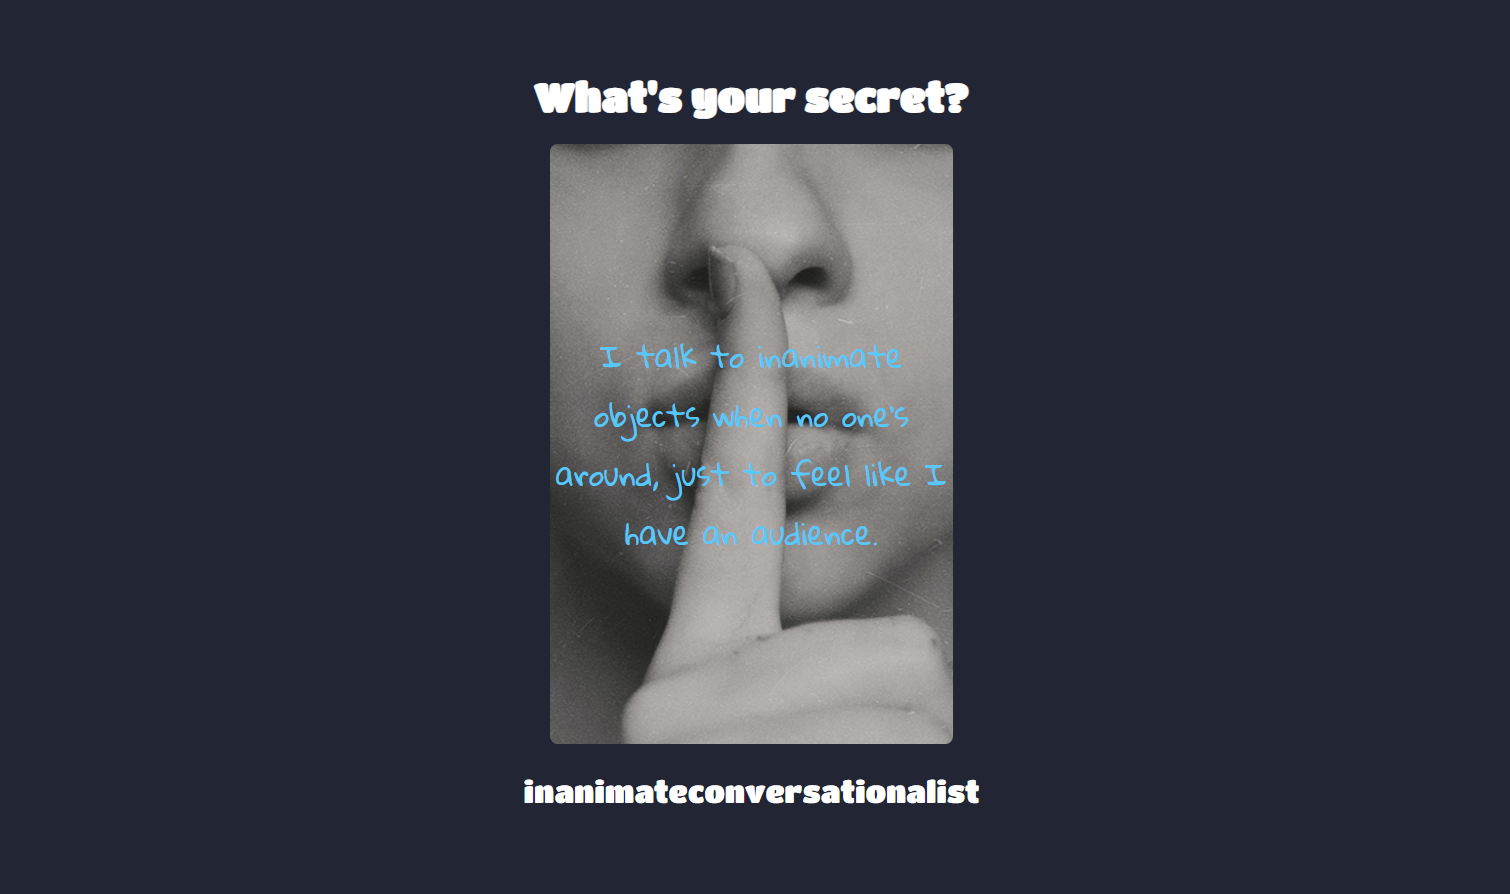 What's your secret?
I talk to inanimate
objects when no one's
around, just to feel like I
have an audience.
inanimateconversationalist